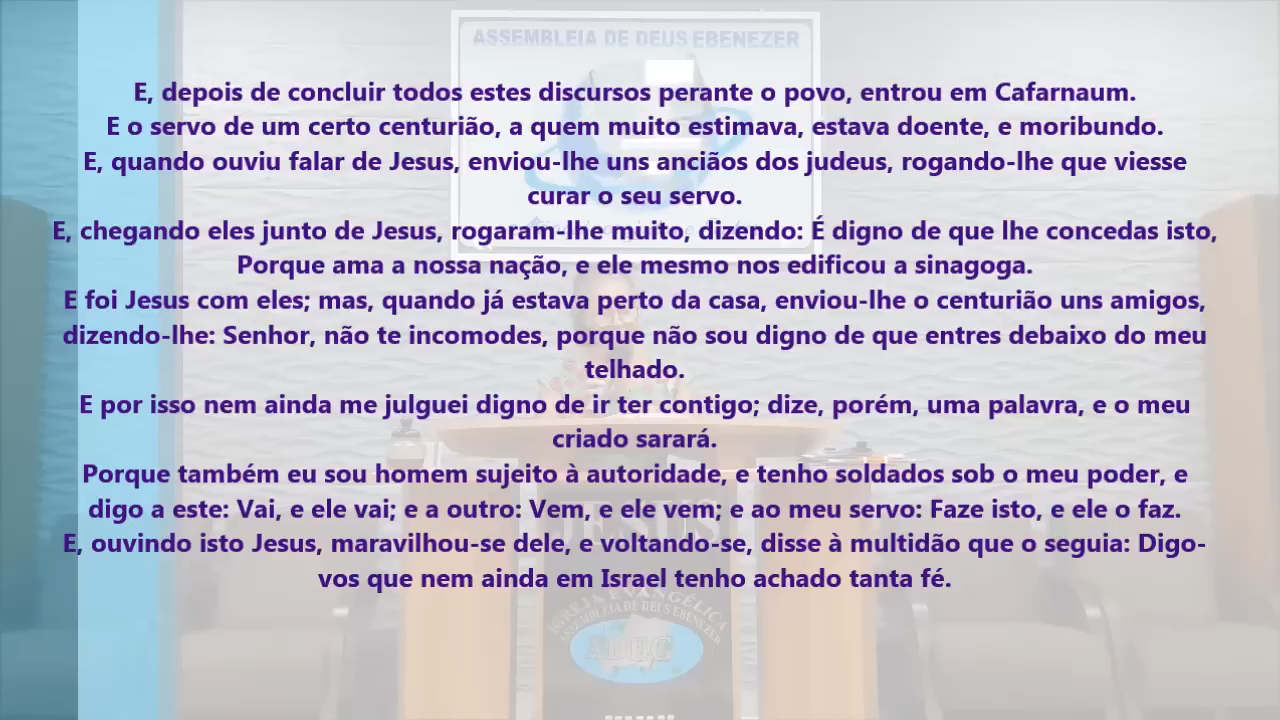 ASSEMBLEIA DE DEUS EBENEZER
E, depois de concluir todos estes discursos perante o povo, entrou em Cafarnaum.
E o servo de um certo centurião, a quem muito estimava, estava doente, e moribundo.
E, quando ouviu falar de Jesus, enviou-lhe uns anciãos dos judeus, rogando-lhe que viesse
curar o seu servo.
E, chegando eles junto de Jesus, rogaram-lhe muito, dizendo: É digno de que lhe concedas isto,
Porque ama a nossa nação, e ele mesmo nos edificou a sinagoga.
E foi Jesus com eles; mas, quando já estava perto da casa, enviou-lhe o centurião uns amigos,
dizendo-lhe: Senhor, não te incomodes, porque não sou digno de que entres debaixo do meu
telhado.
E por isso nem ainda me julguei digno de ir ter contigo; dize, porém, uma palavra, e o meu
criado sarará.
Porque também eu sou homem sujeito à autoridade, e tenho soldados sob o meu poder, e
digo a este: Vai, e ele vai; e a outro: Vem, e ele vem; e ao meu servo: Faze isto, e ele o faz.
E, ouvindo isto Jesus, maravilhou-se dele, e voltando-se, disse à multidão que o seguia: Digo-
vos que nem ainda em Israel tenho achado tanta fé.
JESUS
IGREJA EVANGÉLICA
ASSEMBLEIA DE DEUS EBENEZER